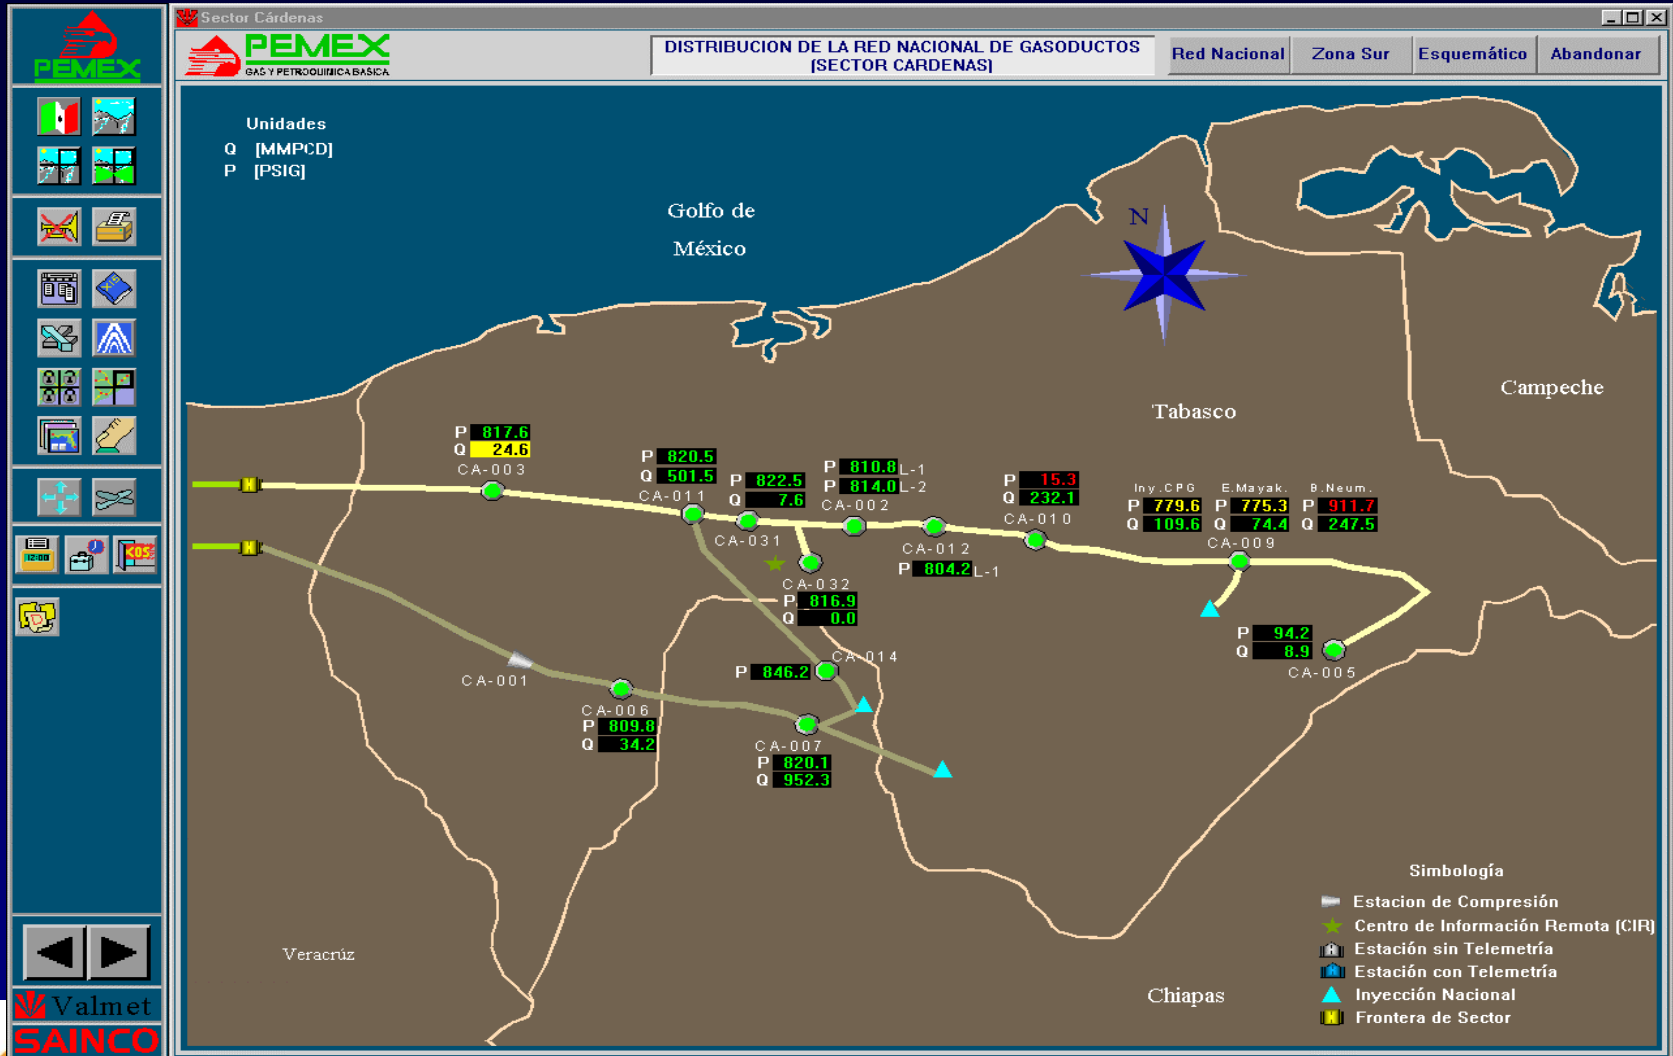 Sector Cárdenas
PEMEX
PEMEX
GAS Y PETROQUIMICA BASICA
DISTRIBUCION DE LA RED NACIONAL DE GASODUCTOS
(SECTOR CARDENAS)
Red Nacional
Zona Sur
Esquemático
Abandonar
Unidades
Q [MMPCD]
P [PSIG]
Golfo de
México
N
Campeche
Tabasco
P 817.6
Q 24.6
CA-003
P 820.5
Q 501.5
CA-011
P 822.5
Q 7.6
CA-031
P 810.8 L-1
P 814.0 L-2
CA-002
CA-012
P 804.2 L-1
P 15.3
Q 232.1
CA-010
Iny.CPG E.Mayak. B.Neum.
P 779.6 P 775.3 P 911.7
Q 109.6 Q 74.4 Q 247.5
CA-009
CA-032
P 816.9
Q 0.0
P 94.2
Q 8.9
CA-005
CA-014
P 846.2
CA-001
CA-006
P 809.8
Q 34.2
CA-007
P 820.1
Q 952.3
Veracrúz
Chiapas
Simbología
Estacion de Compresión
Centro de Información Remota (CIR)
Estación sin Telemetría
Estación con Telemetría
Inyección Nacional
Frontera de Sector
12:00
KOS
D
Valmet
SAINCO